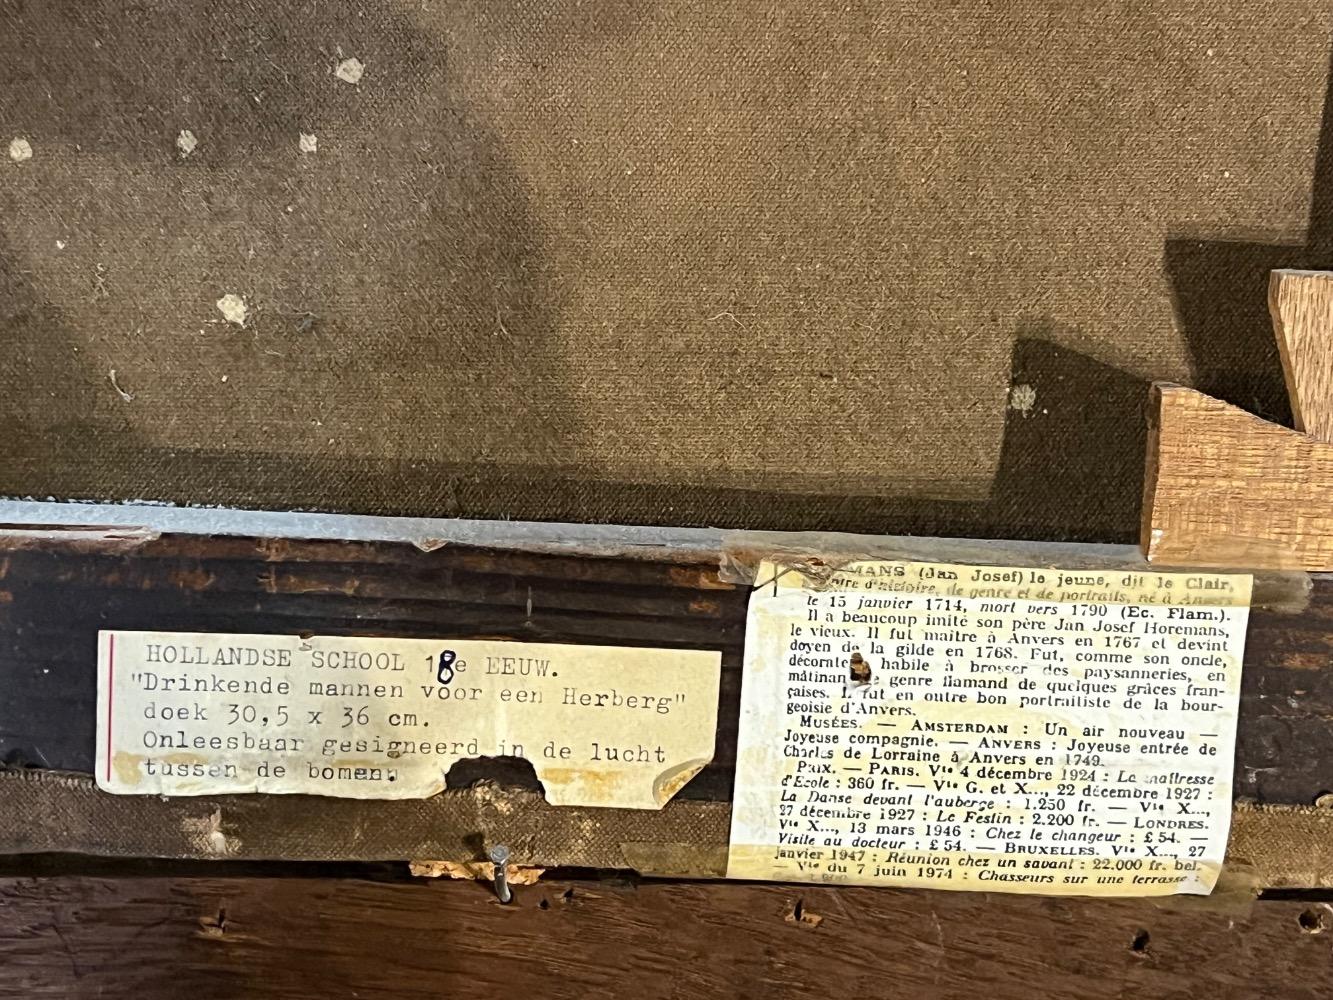 HOLLANDSE SCHOOL 18e EEUW.
"Drinkende mannen voor een Herberg"
doek 30,5 x 36 cm.
Onleesbaar gesigneerd in de lucht
tussen de bomen.
MANS (Jan Josef) le jeune, dit le Clair,
d'histoire, de genre et de portraits, né à Anvers
le 15 janvier 1714, mort vers 1790 (Ec. Flam.).
Il a beaucoup imité son père Jan Josef Horemans,
le vieux. Il fut maître à Anvers en 1767 et devint
doyen de la gilde en 1768. Fut, comme son oncle,
habile à brosser des paysanneries, en
genre flamand de quelques grâces fran-
çaises. Il fut en outre bon portraitiste de la bour-
geoisie d'Anvers.
MUSÉES. — AMSTERDAM : Un air nouveau —
Joyeuse compagnie. — ANVERS : Joyeuse entrée de
Charles de Lorraine à Anvers en 1749.
PRIX. — PARIS. Vte 4 décembre 1924 : La maîtresse
d'Ecole : 360 fr. — Vte G. et X..., 22 décembre 1927 :
La Danse devant l'auberge : 1.250 fr. — Vte X...,
27 décembre 1927 : Le Festin : 2.200 fr. — LONDRES.
Vte X..., 13 mars 1946 : Chez le changeur : £ 54. —
Visite au docteur : £ 54. — BRUXELLES. Vte X..., 27
janvier 1947 : Réunion chez un savant : 22.000 fr. bel.
— Vte du 7 juin 1974 : Chasseurs sur une terrasse :